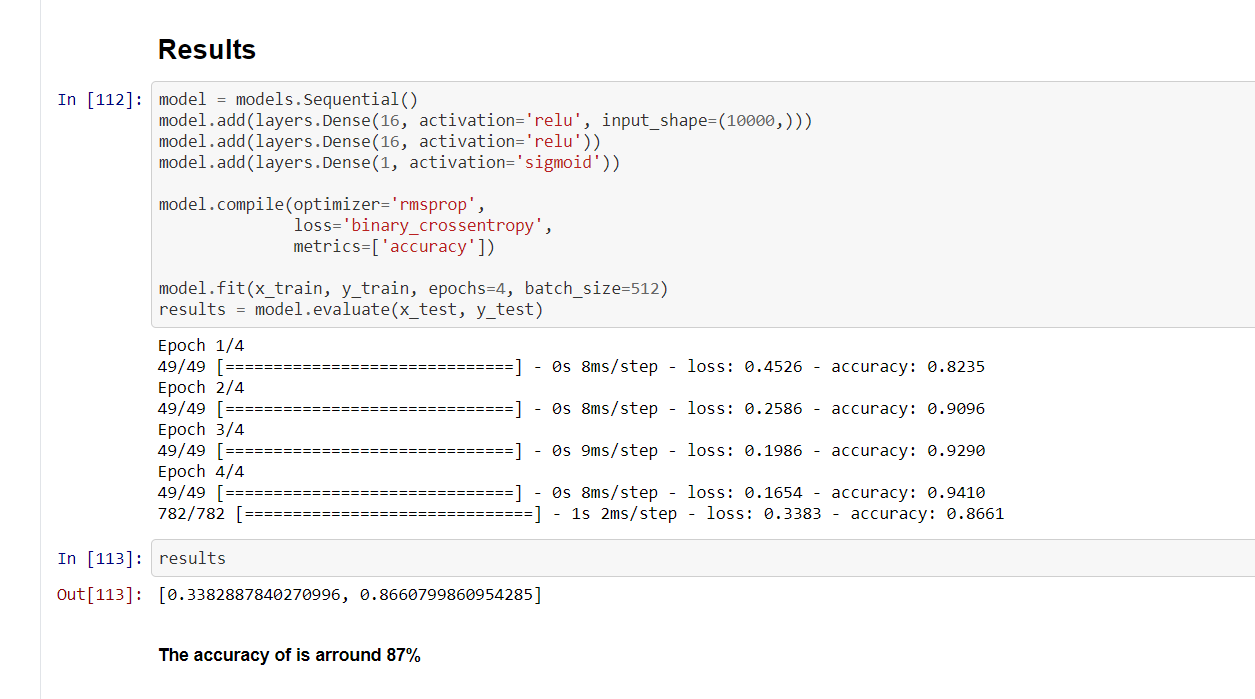 Results
In [112]: model = models.Sequential()
model.add(layers.Dense(16, activation='relu', input_shape=(10000,)))
model.add(layers.Dense(16, activation='relu'))
model.add(layers.Dense(1, activation='sigmoid'))
model.compile(optimizer='rmsprop',
loss='binary_crossentropy',
metrics=['accuracy'])
model.fit(x_train, y_train, epochs=4, batch_size=512)
results = model.evaluate(x_test, y_test)
Epoch 1/4
49/49 [==============================] - 0s 8ms/step - loss: 0.4526 - accuracy: 0.8235
Epoch 2/4
49/49 [==============================] - 0s 8ms/step - loss: 0.2586 - accuracy: 0.9096
Epoch 3/4
49/49 [==============================] - 0s 9ms/step - loss: 0.1986 - accuracy: 0.9290
Epoch 4/4
49/49 [==============================] - 0s 8ms/step - loss: 0.1654 - accuracy: 0.9410
782/782 [==============================] - 1s 2ms/step - loss: 0.3383 - accuracy: 0.8661
In [113]: results
Out[113]: [0.3382887840270996, 0.8660799860954285]
The accuracy of is arround 87%